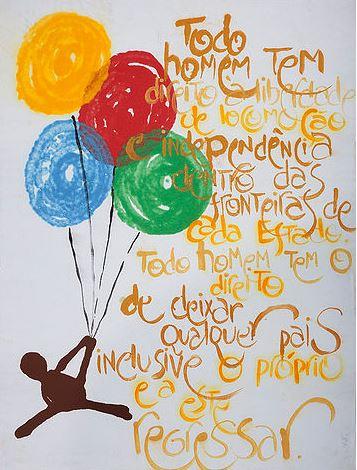 Todo
homem tem
direito à liberdade
de locomoção
e independência
dentro das
fronteiras de
cada Estado.
Todo homem tem o
direito
de deixar
qualquer país
inclusive o próprio
e a este
regressar.